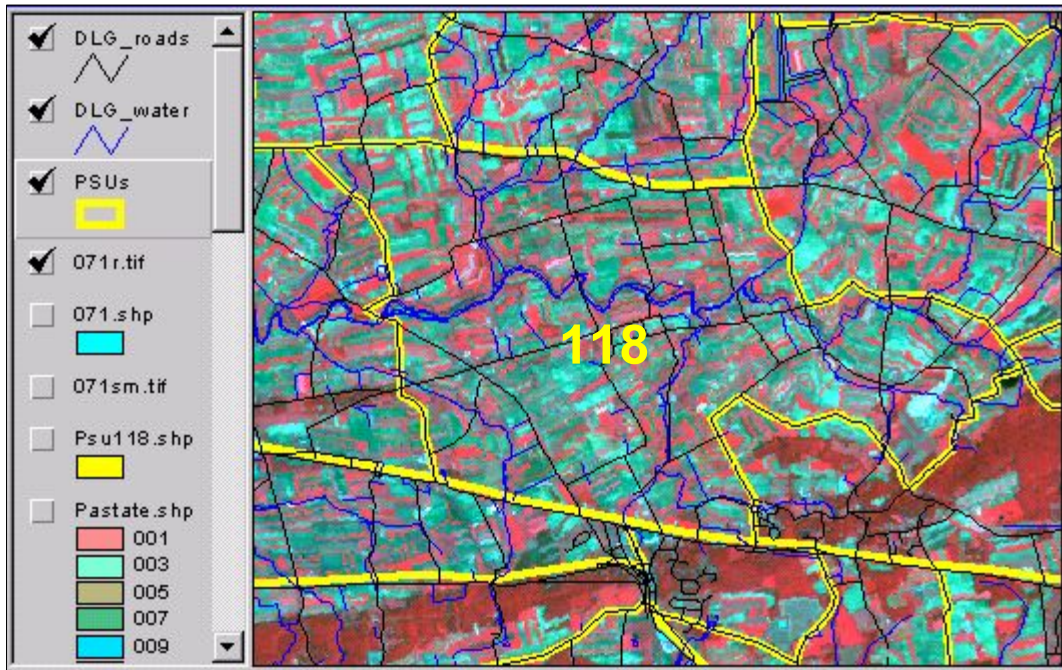 DLG_roads
DLG_water
PSUs
071r.tif
071.shp
071sm.tif
Psu118.shp
Pastate.shp
001
003
005
007
009
118